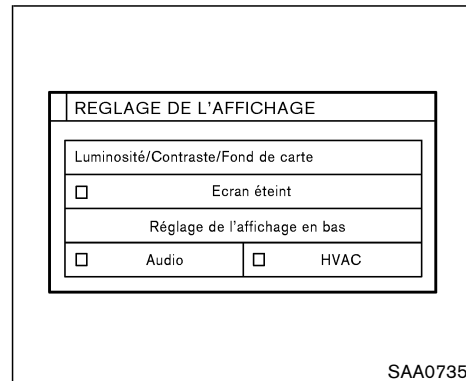 REGLAGE DE L'AFFICHAGE
Luminosité/Contraste/Fond de carte
Ecran éteint
Réglage de l'affichage en bas
Audio HVAC
SAA0735